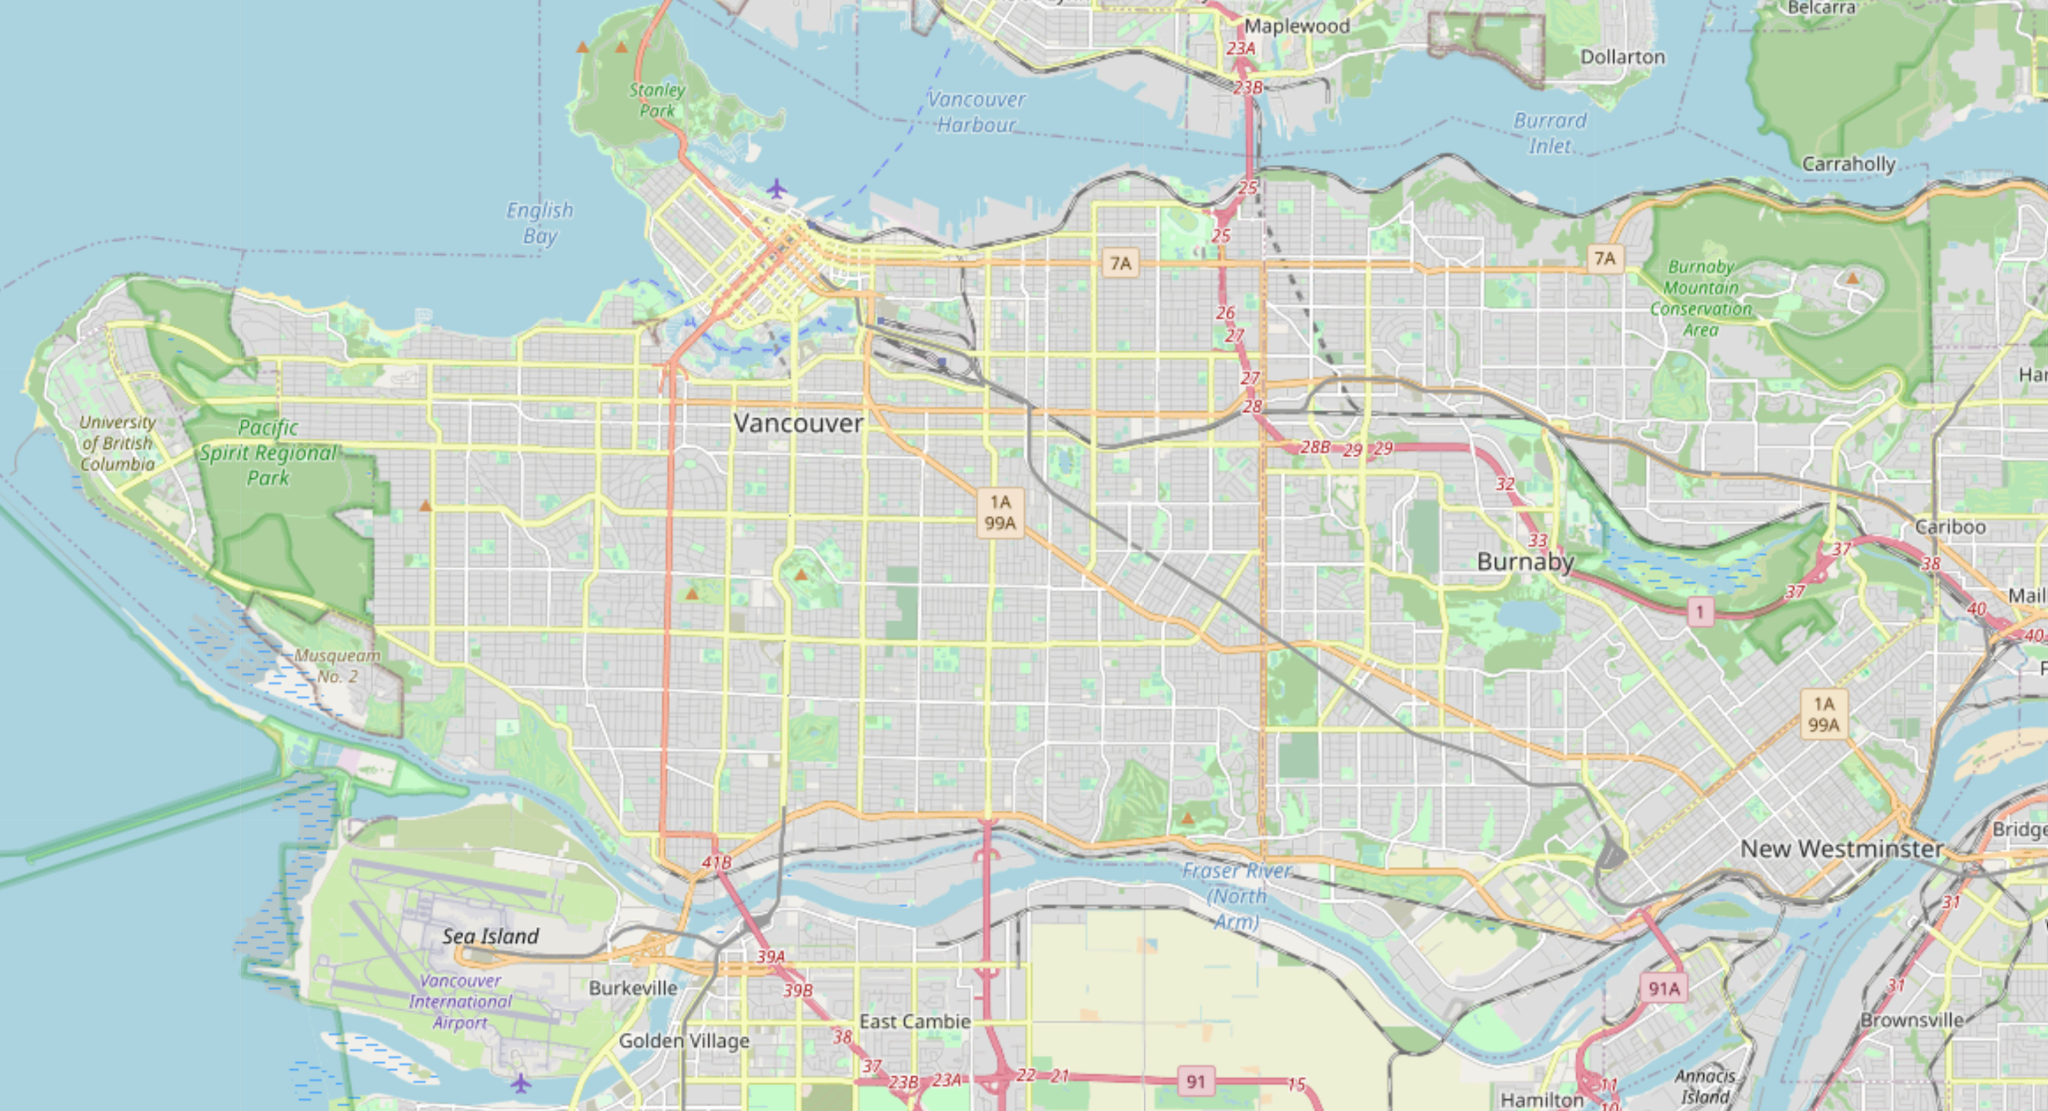 Belcarra
Maplewood
23A
Dollarton
23B
Stanley
Park
Vancouver
Harbour
Burrard
Inlet
Carraholly
25
English
Bay
25
7A
7A
Burnaby
Mountain
Conservation
Area
26
27
27
28
University
of British
Columbia
Pacific
Spirit Regional
Park
Vancouver
28B
29
29
32
1A
99A
33
Burnaby
Cariboo
37
38
37
1
40
40
Musqueam
No. 2
1A
99A
41B
New Westminster
Fraser River
(North
Arm)
Sea Island
39A
31
Vancouver
International
Airport
Burkeville
39B
91A
31
East Cambie
Brownsville
38
Golden Village
37
23B
23A
22
21
91
15
11
10
Annacis
Island
Hamilton